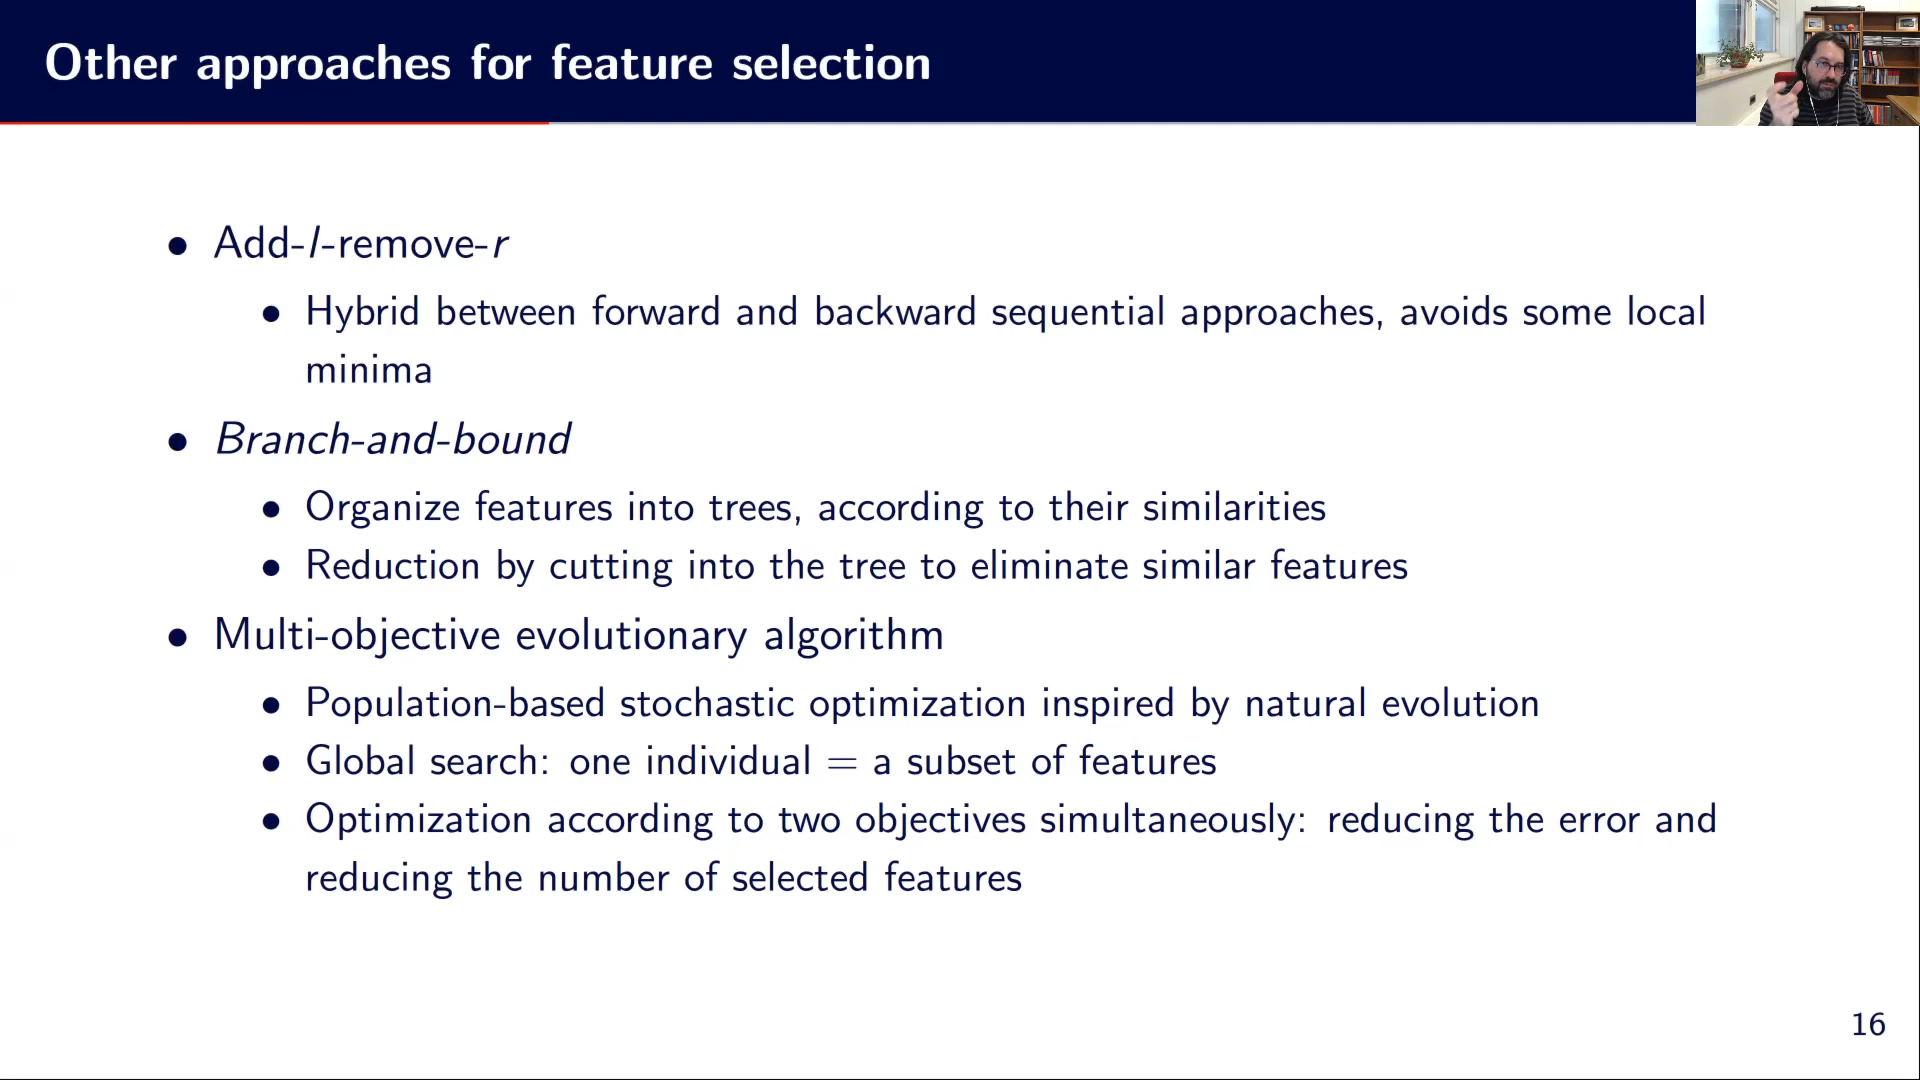 Other approaches for feature selection
• Add-l-remove-r
• Hybrid between forward and backward sequential approaches, avoids some local
minima
• Branch-and-bound
• Organize features into trees, according to their similarities
• Reduction by cutting into the tree to eliminate similar features
• Multi-objective evolutionary algorithm
• Population-based stochastic optimization inspired by natural evolution
• Global search: one individual = a subset of features
• Optimization according to two objectives simultaneously: reducing the error and
reducing the number of selected features
16